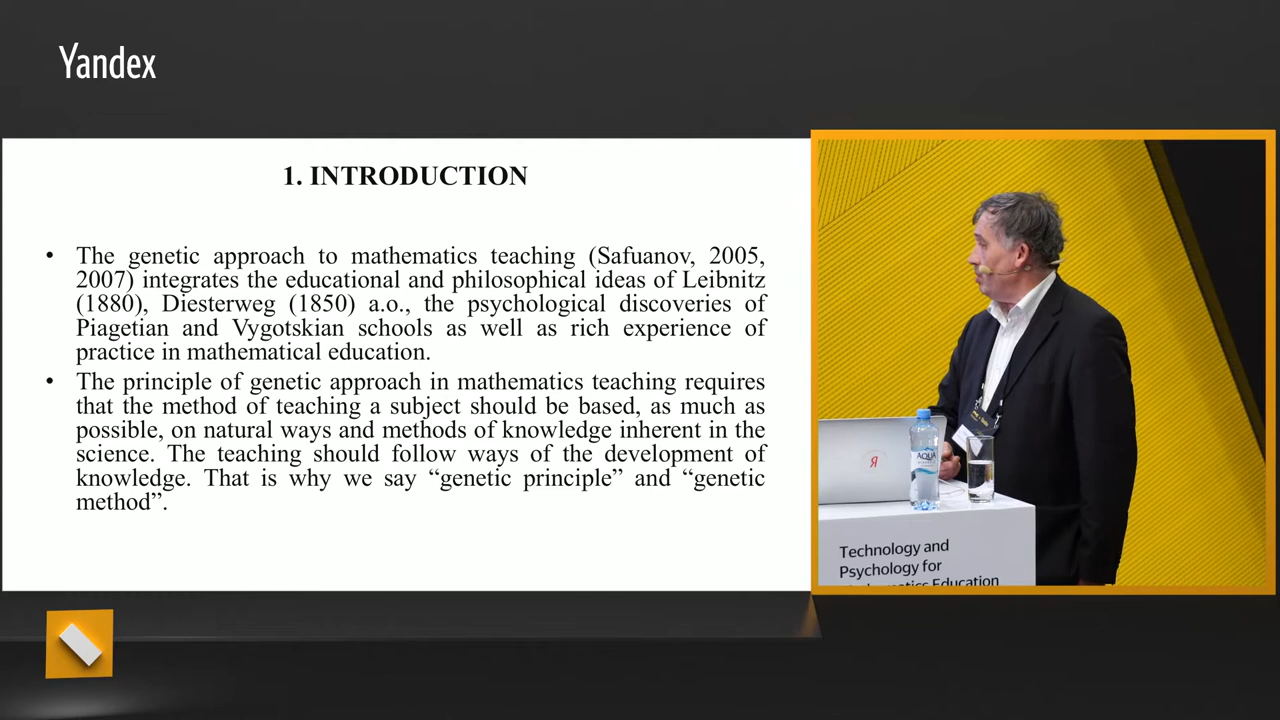 Yandex
1. INTRODUCTION
• The genetic approach to mathematics teaching (Safuanov, 2005,
2007) integrates the educational and philosophical ideas of Leibnitz
(1880), Diesterweg (1850) a.o., the psychological discoveries of
Piagetian and Vygotskian schools as well as rich experience of
practice in mathematical education.
• The principle of genetic approach in mathematics teaching requires
that the method of teaching a subject should be based, as much as
possible, on natural ways and methods of knowledge inherent in the
science. The teaching should follow ways of the development of
knowledge. That is why we say “genetic principle” and “genetic
method”.
Я
AQUA
Technology and
Psychology for
Education